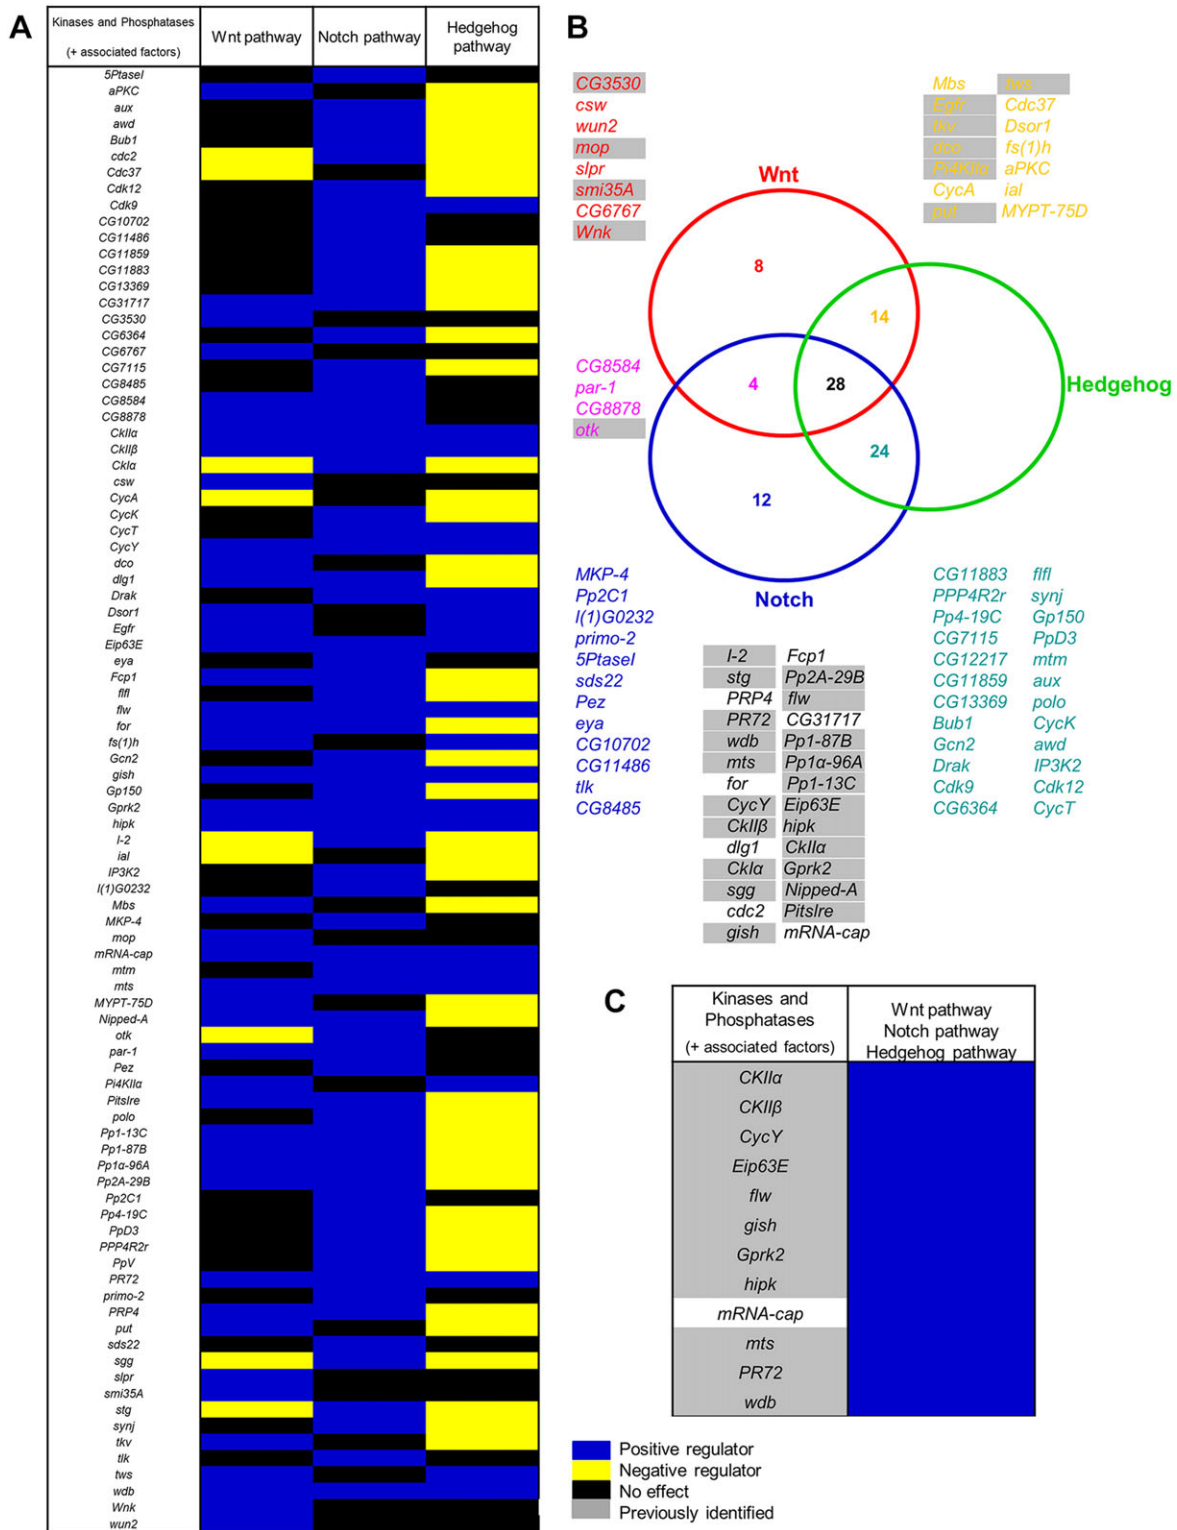 A
Kinases and Phosphatases
(+ associated factors)
Wnt pathway
Notch pathway
Hedgehog
pathway
5PtaseI
aPKC
aux
awd
Bub1
cdc2
Cdc37
Cdk12
Cdk9
CG10702
CG11486
CG11859
CG11883
CG13369
CG31717
CG3530
CG6364
CG6767
CG7115
CG8485
CG8584
CG8878
CkIIα
CkIIβ
CkIα
csw
CycA
CycK
CycT
CycY
dco
dlg1
Drak
Dsor1
Egfr
Eip63E
eya
Fcp1
flfl
flw
for
fs(1)h
Gcn2
gish
Gp150
Gprk2
hipk
I-2
ial
IP3K2
l(1)G0232
Mbs
MKP-4
mop
mRNA-cap
mtm
mts
MYPT-75D
Nipped-A
otk
par-1
Pez
Pi4KIIα
Pitslre
polo
Pp1-13C
Pp1-87B
Pp1α-96A
Pp2A-29B
Pp2C1
Pp4-19C
PpD3
PPP4R2r
PpV
PR72
primo-2
PRP4
put
sds22
sgg
slpr
smi35A
stg
synj
tkv
tlk
tws
wdb
Wnk
wun2
B
CG3530
csw
wun2
mop
slpr
smi35A
CG6767
Wnk
Mbs tws
Egfr Cdc37
tkv Dsor1
dco fs(1)h
Pi4KIIα aPKC
CycA ial
put MYPT-75D
Wnt
8
14
Hedgehog
4
28
24
12
Notch
CG8584
par-1
CG8878
otk
MKP-4
Pp2C1
l(1)G0232
primo-2
5PtaseI
sds22
Pez
eya
CG10702
CG11486
tlk
CG8485
I-2 Fcp1
stg Pp2A-29B
PRP4 flw
PR72 CG31717
wdb Pp1-87B
mts Pp1α-96A
for Pp1-13C
CycY Eip63E
CkIIβ hipk
dlg1 CkIIα
CkIα Gprk2
sgg Nipped-A
cdc2 Pitslre
gish mRNA-cap
CG11883 flfl
PPP4R2r synj
Pp4-19C Gp150
CG7115 PpD3
CG12217 mtm
CG11859 aux
CG13369 polo
Bub1 CycK
Gcn2 awd
Drak IP3K2
Cdk9 Cdk12
CG6364 CycT
C
Kinases and
Phosphatases
(+ associated factors)
Wnt pathway
Notch pathway
Hedgehog pathway
CKIIα
CKIIβ
CycY
Eip63E
flw
gish
Gprk2
hipk
mRNA-cap
mts
PR72
wdb
Positive regulator
Negative regulator
No effect
Previously identified